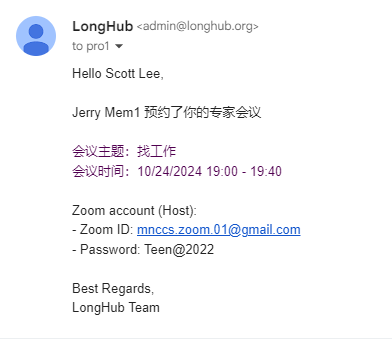 LongHub <admin@longhub.org>
to pro1
Hello Scott Lee,
Jerry Mem1 预约了你的专家会议
会议主题：找工作
会议时间：10/24/2024 19:00 - 19:40
Zoom account (Host):
- Zoom ID: mnccs.zoom.01@gmail.com
- Password: Teen@2022
Best Regards,
LongHub Team